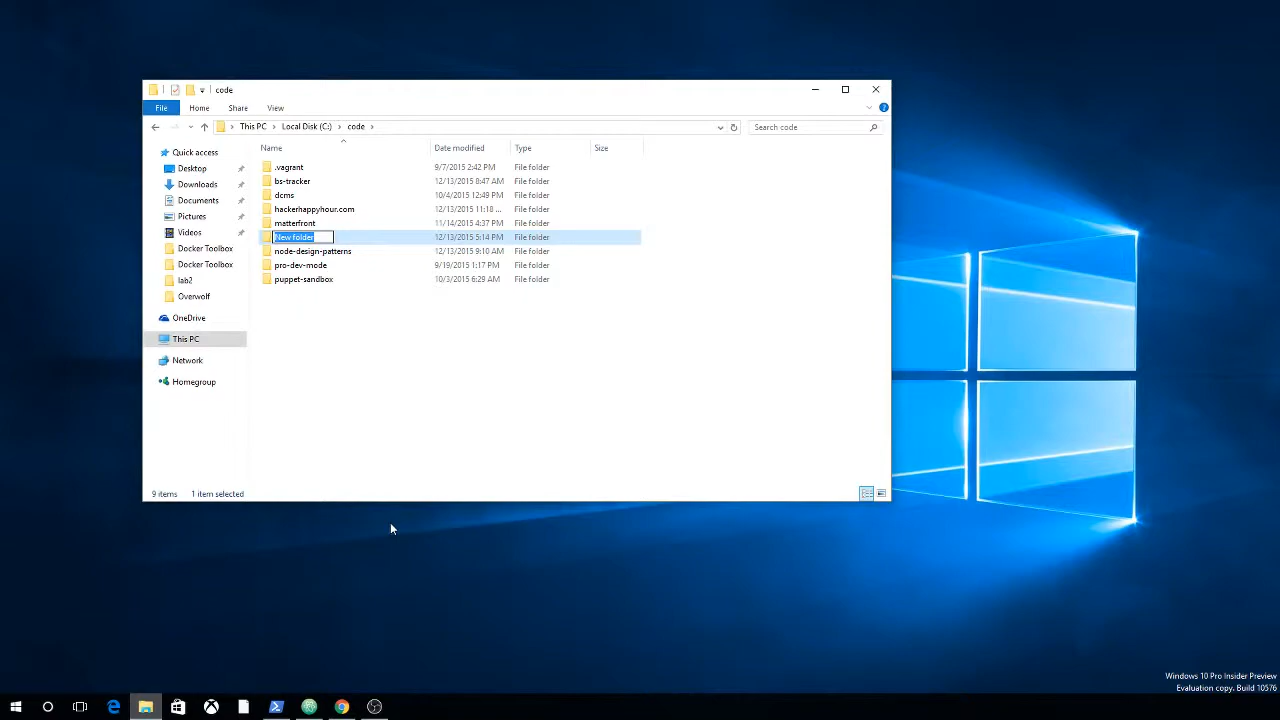 code
File Home Share View
This PC Local Disk (C:) code
Search code
Name Date modified Type Size
Quick access
Desktop
Downloads
Documents
Pictures
Videos
Docker Toolbox
Docker Toolbox
lab2
Overwolf
OneDrive
This PC
Network
Homegroup
.vagrant 9/7/2015 2:42 PM File folder
bs-tracker 12/13/2015 8:47 AM File folder
dcms 10/4/2015 12:49 PM File folder
hackerhappyhour.com 12/13/2015 11:18 ... File folder
matterfront 11/14/2015 4:37 PM File folder
New folder 12/13/2015 5:14 PM File folder
node-design-patterns 12/13/2015 9:10 AM File folder
pro-dev-mode 9/19/2015 1:17 PM File folder
puppet-sandbox 10/3/2015 6:29 AM File folder
9 items 1 item selected
Windows 10 Pro Insider Preview
Evaluation copy. Build 10576